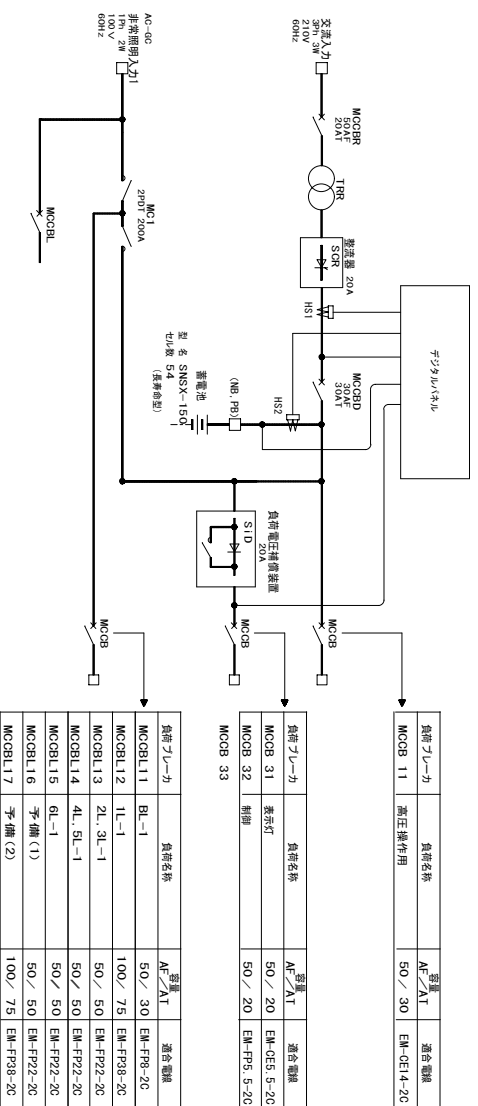 交流入力
3Ph 3W
210V
60Hz
MCCBR
50AF
20AT
TRR
整流器 20A
SCR
HS1
デジタルパネル
MCCBD
30AF
30AT
HS2
(NB, PB)
蓄電池
型 名 SNSX-150
セル数 54
(長寿命型)
負荷電圧補償装置
20A
SiD
AC-GC
非常照明入力1
1Ph 2W
100V
60Hz
MC1
2PDT 200A
MCCBL
MCCB
MCCB
MCCB
負荷ブレーカ 負荷名称 容量 AF/AT 適合電線
MCCB 11 高圧操作用 50/30 EM-CE14-2C
負荷ブレーカ 負荷名称 容量 AF/AT 適合電線
MCCB 31 表示灯 50/20 EM-CE5.5-2C
MCCB 32 制御 50/20 EM-FP5.5-2C
MCCB 33
負荷ブレーカ 負荷名称 容量 AF/AT 適合電線
MCCBL11 BL-1 50/30 EM-FP8-2C
MCCBL12 1L-1 100/75 EM-FP38-2C
MCCBL13 2L.3L-1 50/50 EM-FP22-2C
MCCBL14 4L.5L-1 50/50 EM-FP22-2C
MCCBL15 6L-1 50/50 EM-FP22-2C
MCCBL16 予備(1) 50/50 EM-FP22-2C
MCCBL17 予備(2) 100/75 EM-FP38-2C